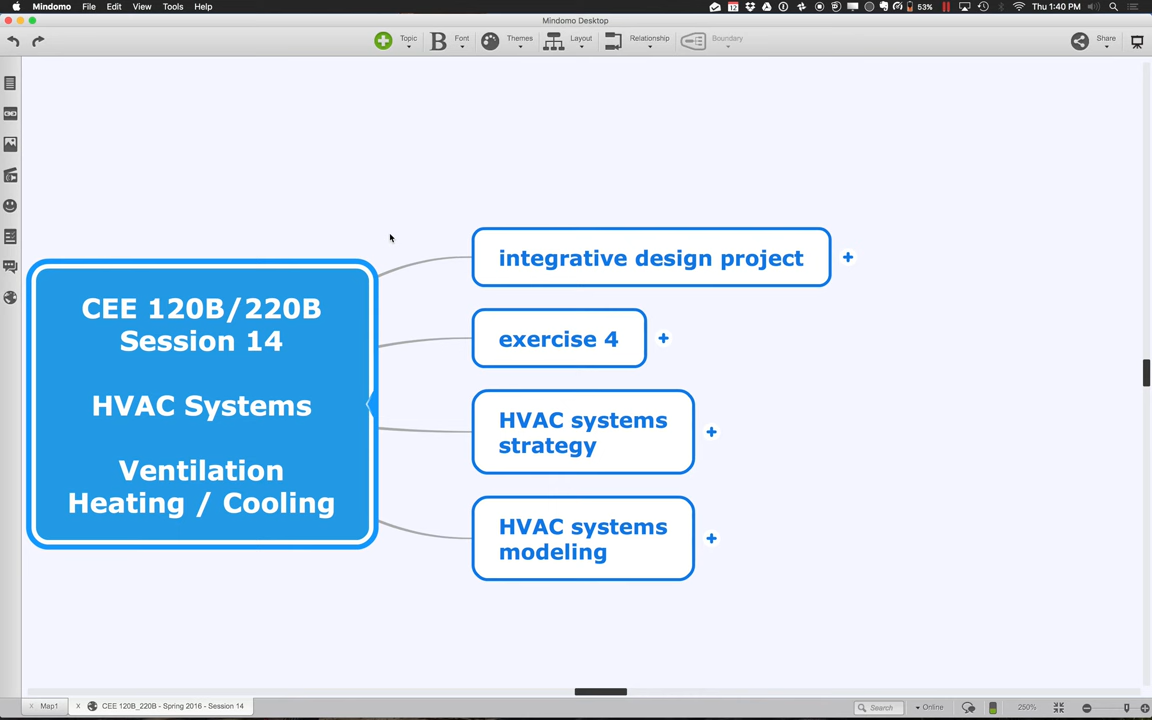 Mindomo File Edit View Tools Help
12 53% Thu 1:40 PM
Mindomo Desktop
Topic B Font Themes Layout Relationship Boundary Share
integrative design project +
CEE 120B/220B
Session 14
exercise 4 +
HVAC Systems
HVAC systems
strategy +
Ventilation
Heating / Cooling
HVAC systems
modeling +
x Map1 x CEE 120B_220B - Spring 2016 - Session 14 Search Online 250%